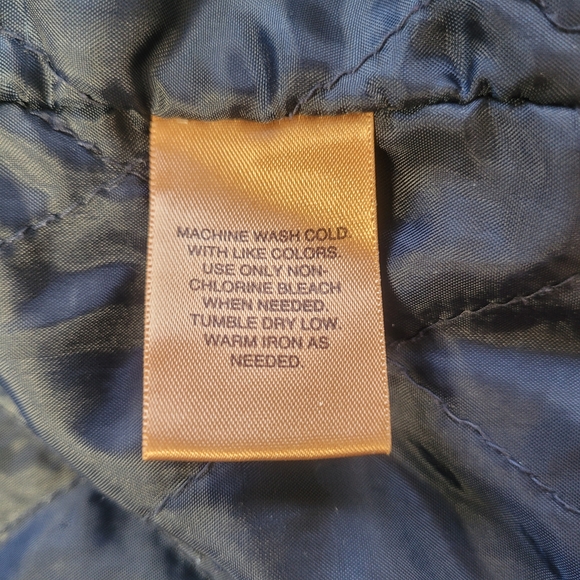 MACHINE WASH COLD.
WITH LIKE COLORS.
USE ONLY NON-
CHLORINE BLEACH
WHEN NEEDED.
TUMBLE DRY LOW.
WARM IRON AS
NEEDED.